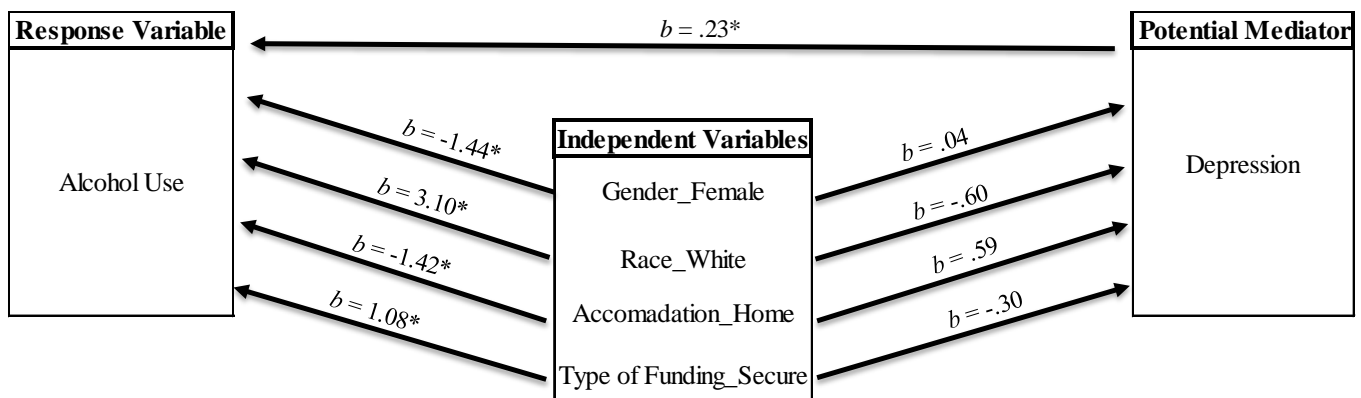 Response Variable
b = .23*
Potential Mediator
Alcohol Use
b = -1.44*
b = 3.10*
b = -1.42*
b = 1.08*
Independent Variables
Gender_Female
Race_White
Accomadation_Home
Type of Funding_Secure
b = .04
b = -.60
b = .59
b = -.30
Depression